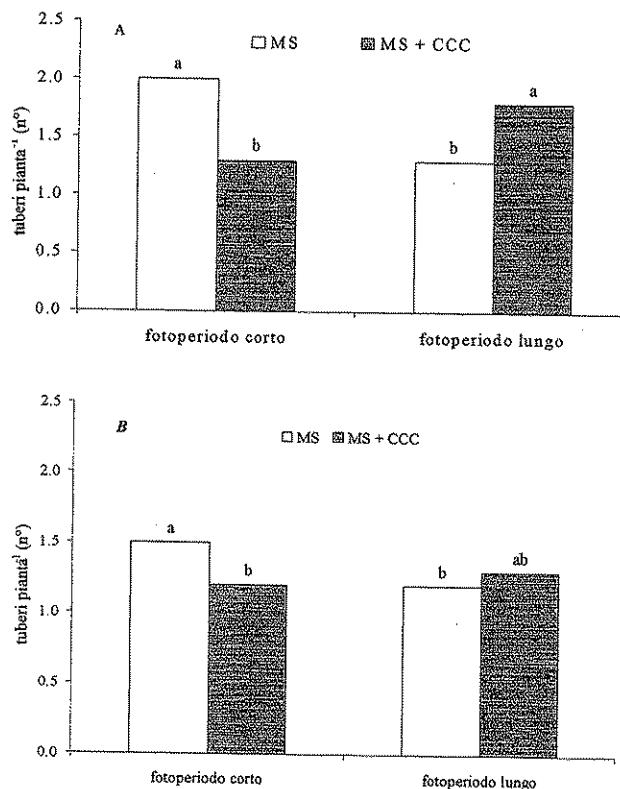 A
MS MS + CCC
2.5
2.0
1.5
1.0
0.5
0.0
tuberi pianta⁻¹ (n°)
a
b
b
a
fotoperiodo corto fotoperiodo lungo
B
MS MS + CCC
2.5
2.0
1.5
1.0
0.5
0.0
tuberi pianta¹ (n°)
a
b
b
ab
fotoperiodo corto fotoperiodo lungo